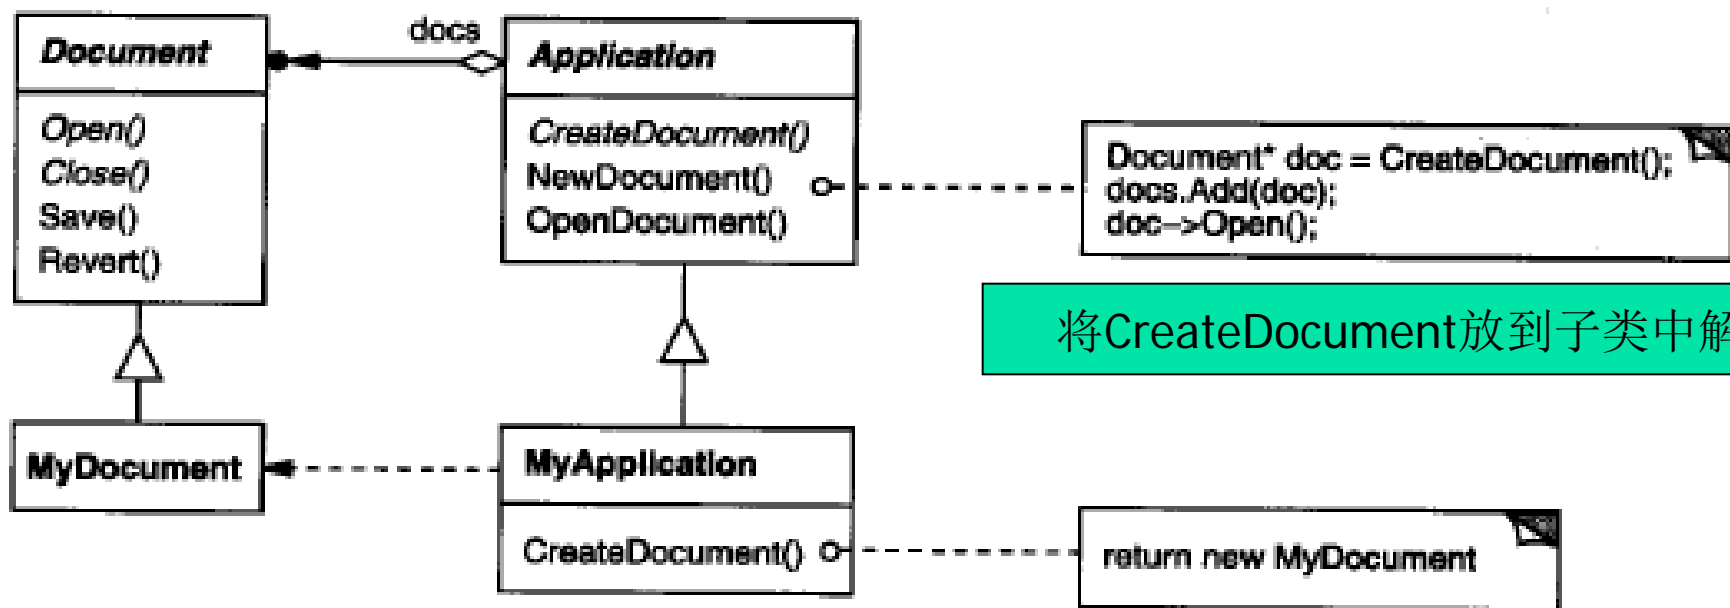 Document
Open()
Close()
Save()
Revert()
docs
Application
CreateDocument()
NewDocument()
OpenDocument()
Document* doc = CreateDocument();
docs.Add(doc);
doc->Open();
将CreateDocument放到子类中解
MyDocument
MyApplication
CreateDocument()
return new MyDocument